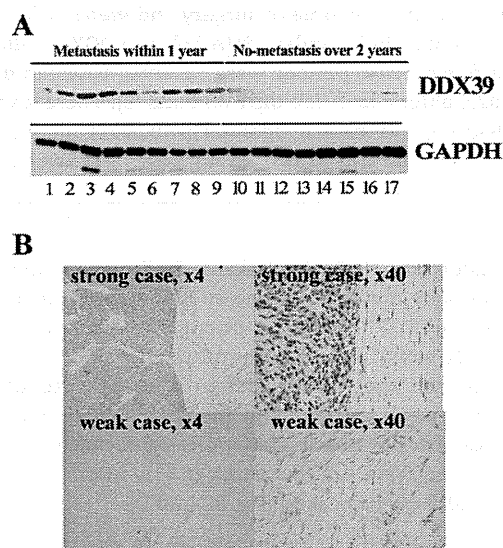 A
Metastasis within 1 year No-metastasis over 2 years
DDX39
GAPDH
1 2 3 4 5 6 7 8 9 10 11 12 13 14 15 16 17
B
strong case, x4 strong case, x40
weak case, x4 weak case, x40